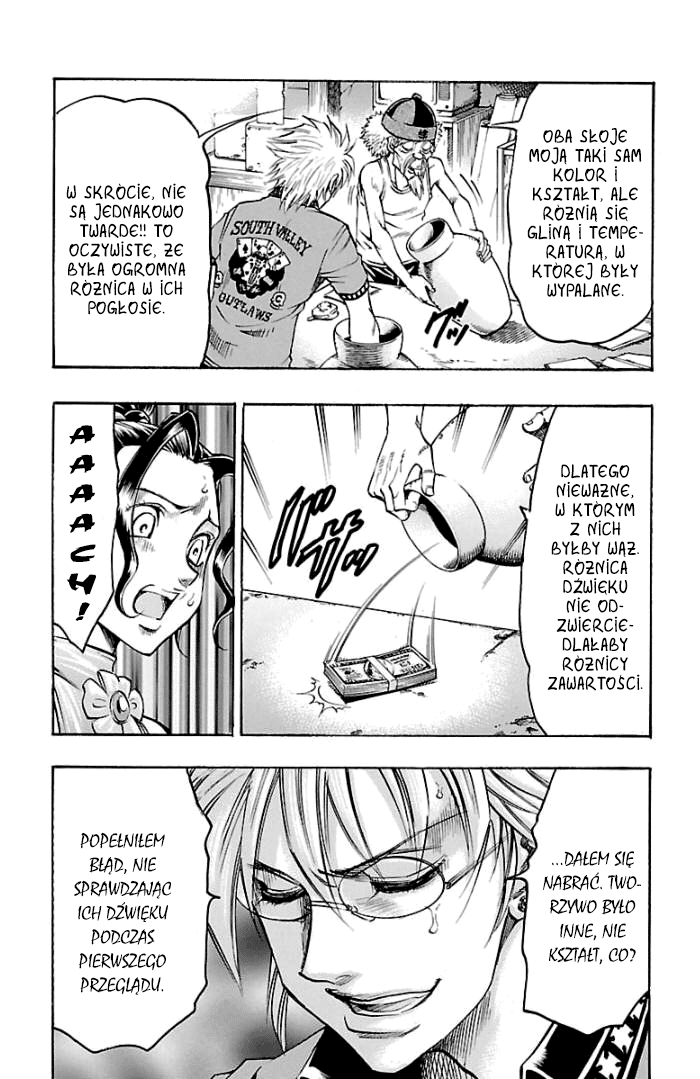 OBA SŁOJE
MOJĄ TAKI SAM
KOLOR I
KSZTAŁT, ALE
RÓŻNIĄ SIĘ
GLINĄ I TEMPE-
RATURĄ, W
KTÓREJ BYŁY
WYPALANE.
W SKRÓCIE, NIE
SĄ JEDNAKOWO
TWARDE!! TO
OCZYWISTE, ŻE
BYŁA OGROMNA
RÓŻNICA W ICH
POGŁOSIE.
SOUTH VALLEY
OUTLAWS
DLATEGO
NIEWAŻNE,
W KTÓRYM
Z NICH
BYŁBY WĄŻ.
RÓŻNICA
DŹWIĘKU
NIE OD-
ZWIERCIE-
DLAŁABY
RÓŻNICY
ZAWARTOŚCI.
AAAACH!
...DAŁEM SIĘ
NABRAĆ. TWO-
RZYWO BYŁO
INNE, NIE
KSZTAŁT, CO?
POPEŁNIŁEM
BŁĄD, NIE
SPRAWDZAJĄC
ICH DŹWIĘKU
PODCZAS
PIERWSZEGO
PRZEGLĄDU.